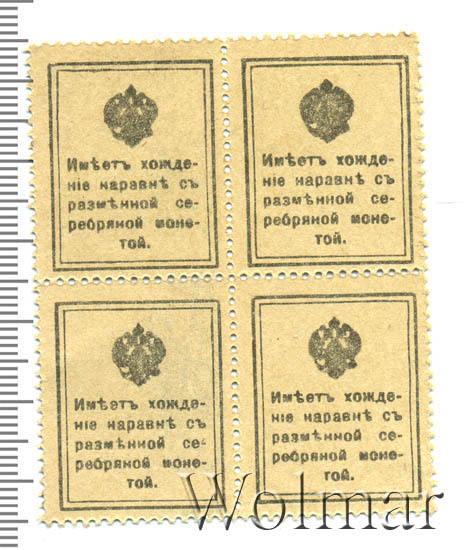 Имѣетъ хожде-
ніе наравнѣ съ
размѣнной се-
ребряной моне-
той.
Имѣетъ хожде-
ніе наравнѣ съ
размѣнной се-
ребряной моне-
той.
Имѣетъ хожде-
ніе наравнѣ съ
размѣнной се-
ребряной моне-
той.
Имѣетъ хожде-
ніе наравнѣ съ
размѣнной се-
ребряной моне-
той.
Wolmar